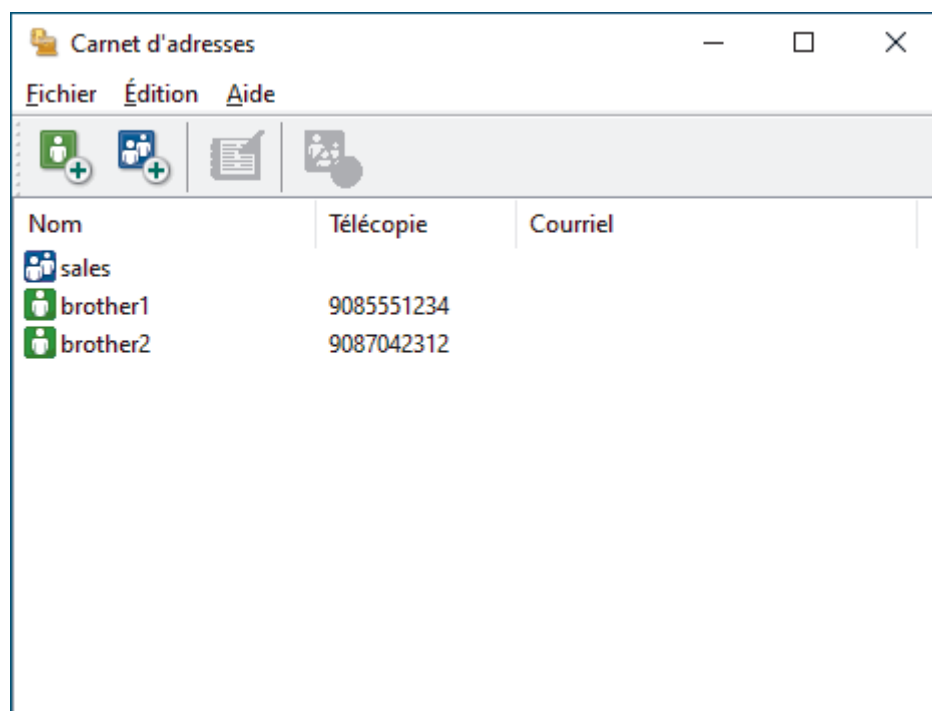 Carnet d'adresses
Fichier Édition Aide
Nom Télécopie Courriel
sales
brother1 9085551234
brother2 9087042312